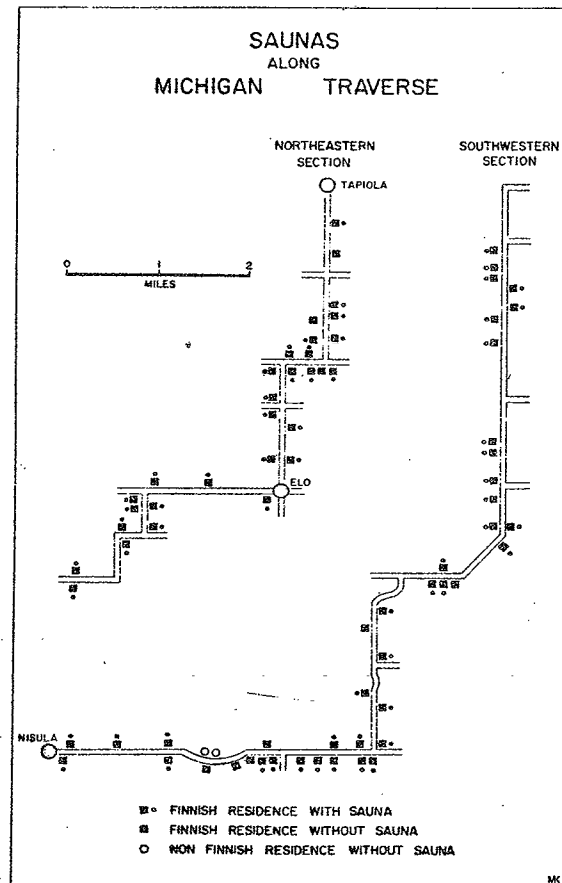 SAUNAS
ALONG
MICHIGAN TRAVERSE
NORTHEASTERN
SECTION
SOUTHWESTERN
SECTION
TAPIOLA
0 1 2
MILES
ELO
NISULA
FINNISH RESIDENCE WITH SAUNA
FINNISH RESIDENCE WITHOUT SAUNA
NON FINNISH RESIDENCE WITHOUT SAUNA